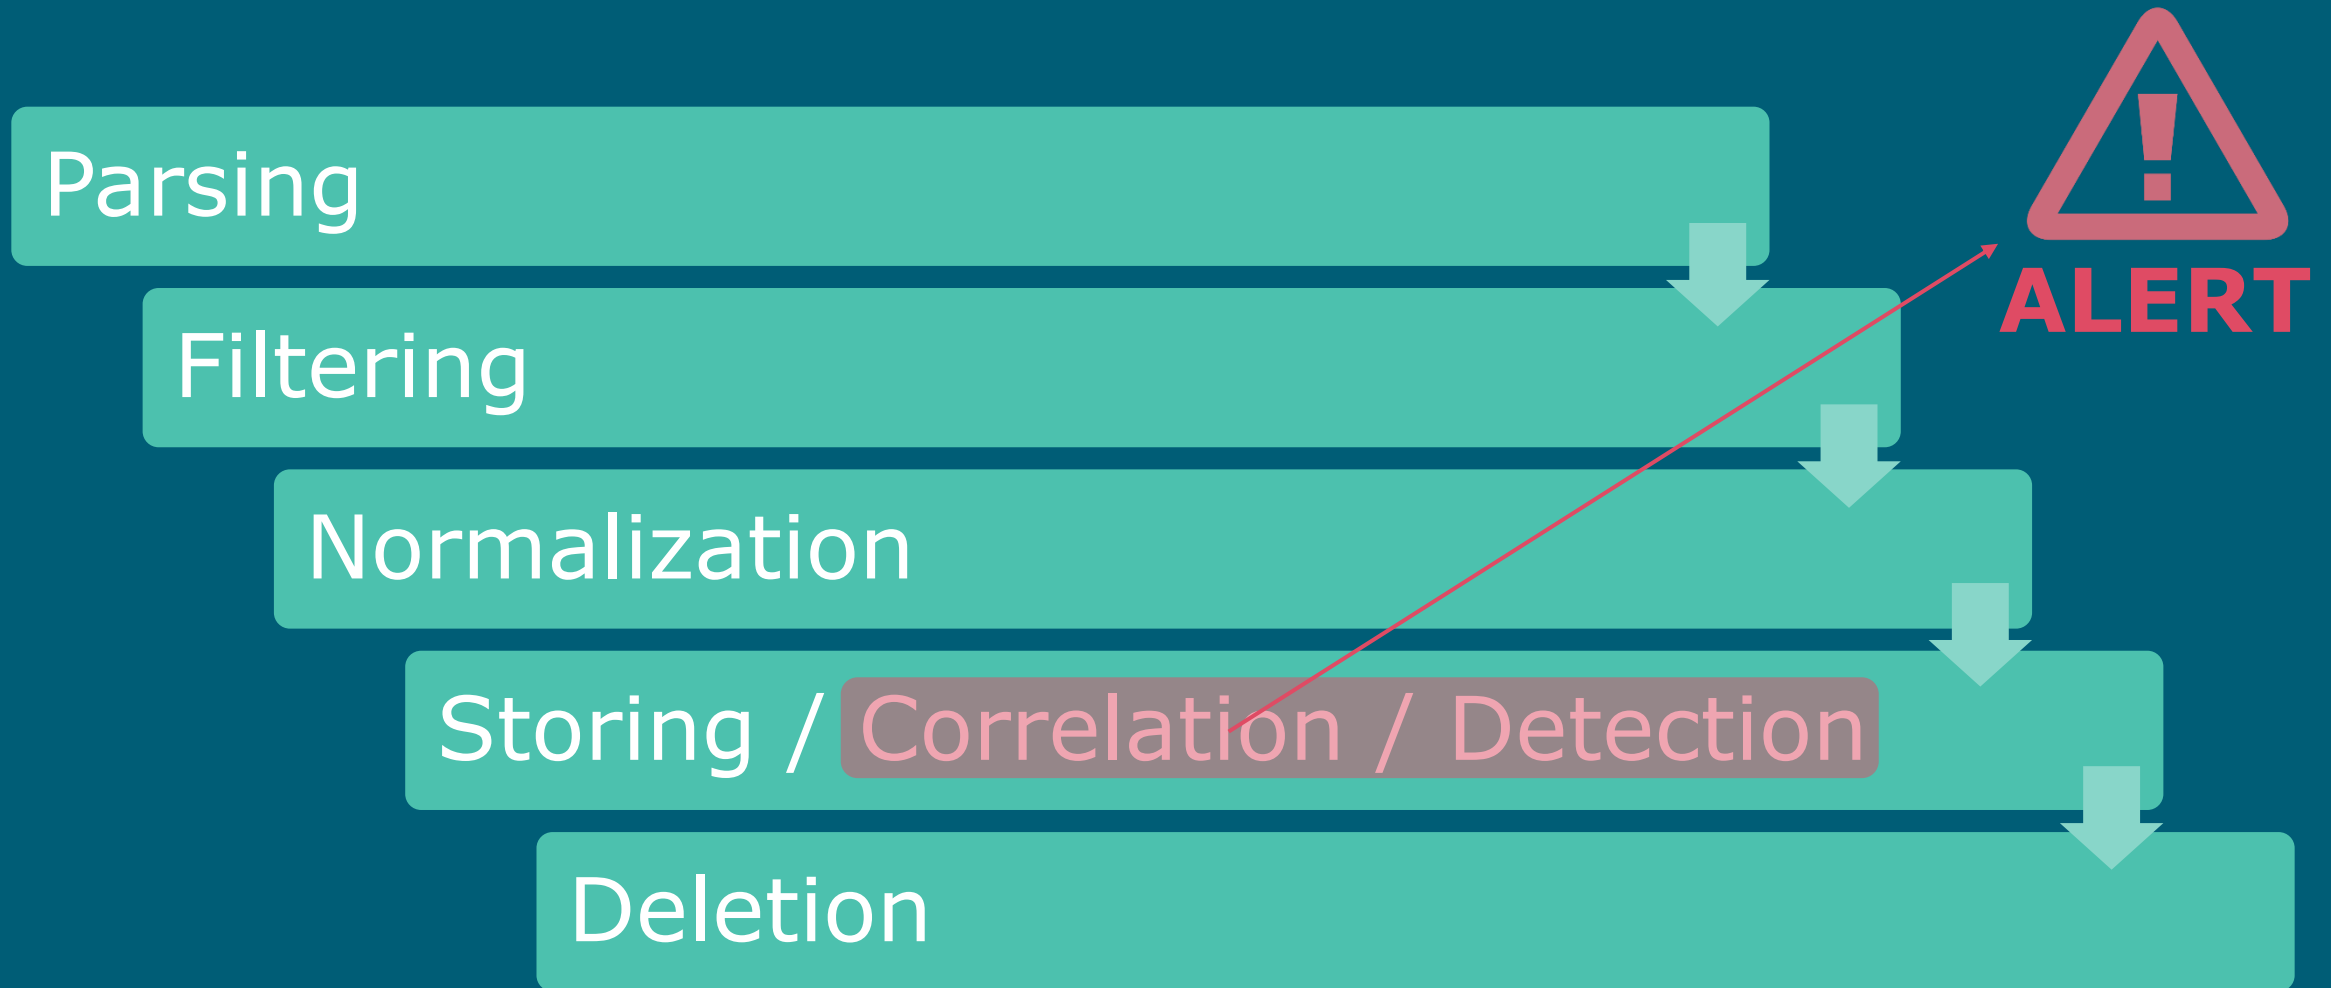 Parsing
ALERT
Filtering
Normalization
Storing / Correlation / Detection
Deletion